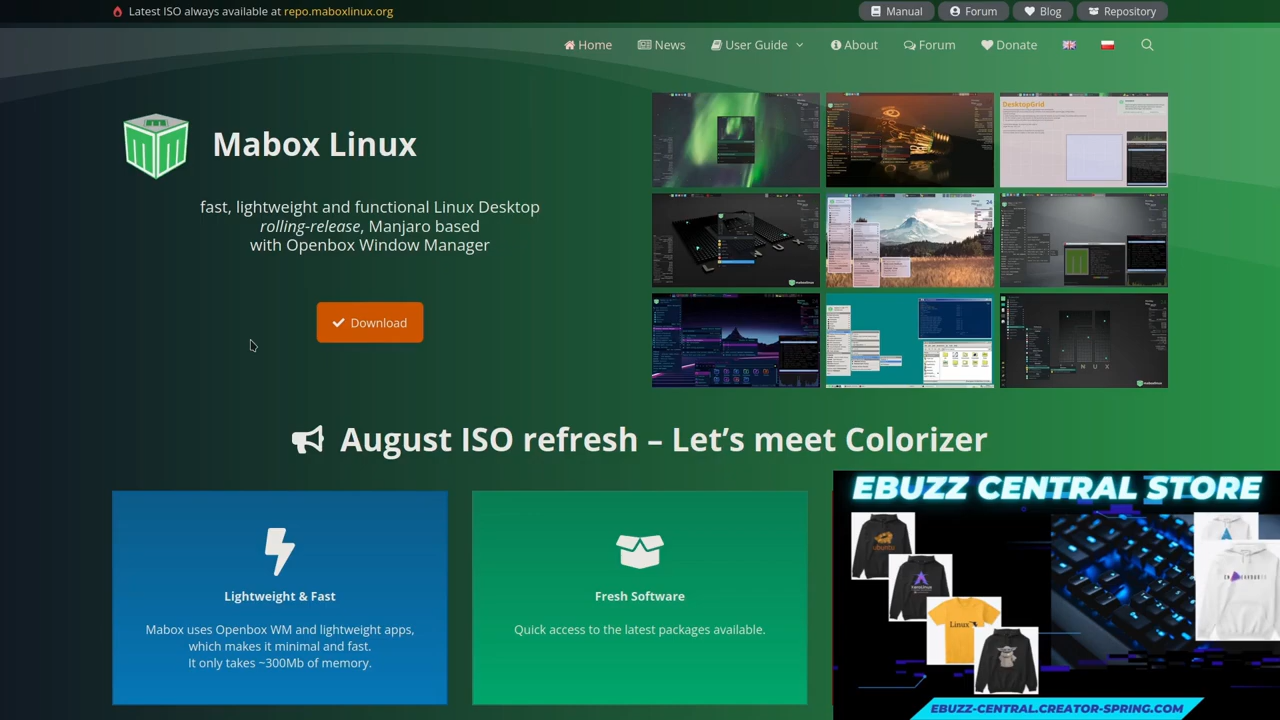 Latest ISO always available at repo.maboxlinux.org
Manual
Forum
Blog
Repository
Home
News
User Guide
About
Forum
Donate
Mabox Linux
fast, lightweight and functional Linux Desktop
rolling-release, Manjaro based
with Openbox Window Manager
Download
DesktopGrid
August ISO refresh – Let's meet Colorizer
Lightweight & Fast
Mabox uses Openbox WM and lightweight apps,
which makes it minimal and fast.
It only takes ~300Mb of memory.
Fresh Software
Quick access to the latest packages available.
EBUZZ CENTRAL STORE
ubuntu
Linux
EBUZZ-CENTRAL.CREATOR-SPRING.COM